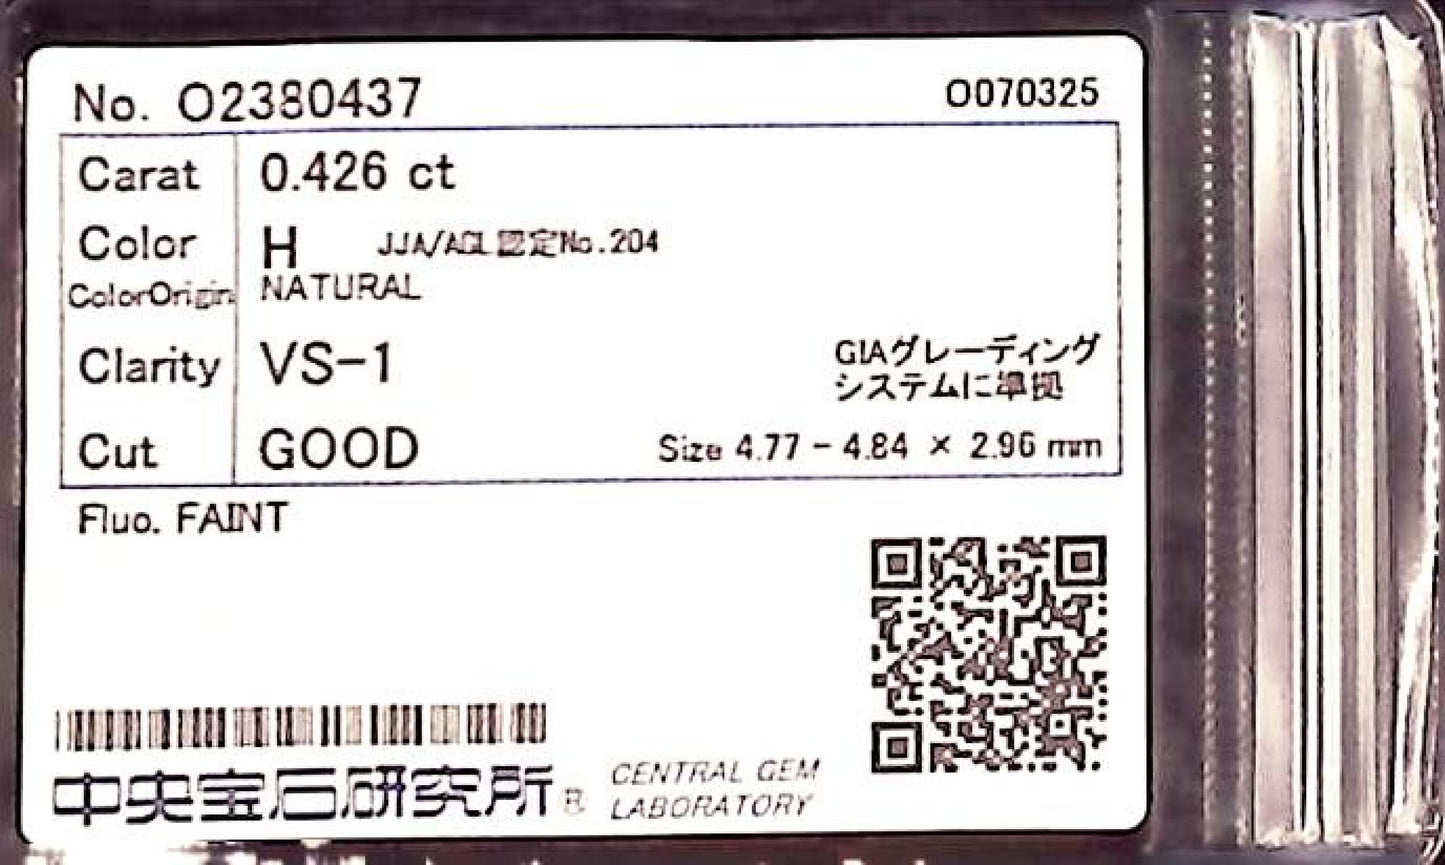 No. O2380437
O070325
Carat 0.426 ct
Color H JJA/AGL認定No.204
ColorOrigin NATURAL
Clarity VS-1
GIAグレーディング
システムに準拠
Cut GOOD
Size 4.77 - 4.84 × 2.96 mm
Fluo. FAINT
中央宝石研究所®
CENTRAL GEM
LABORATORY